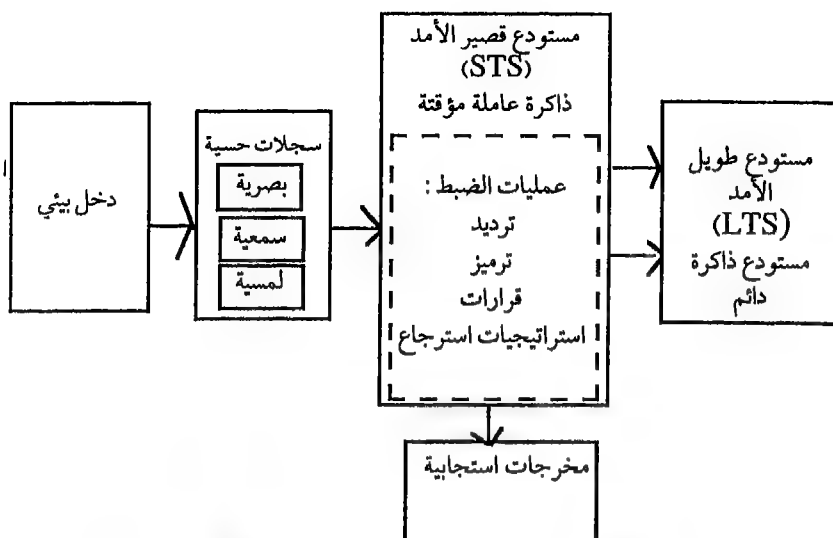 دخل بيئي
سجلات حسية
بصرية
سمعية
لمسية
مستودع قصير الأمد
(STS)
ذاكرة عاملة مؤقتة
عمليات الضبط :
ترديد
ترميز
قرارات
استراتيجيات استرجاع
مستودع طويل
الأمد
(LTS)
مستودع ذاكرة
دائم
مخرجات استجابية